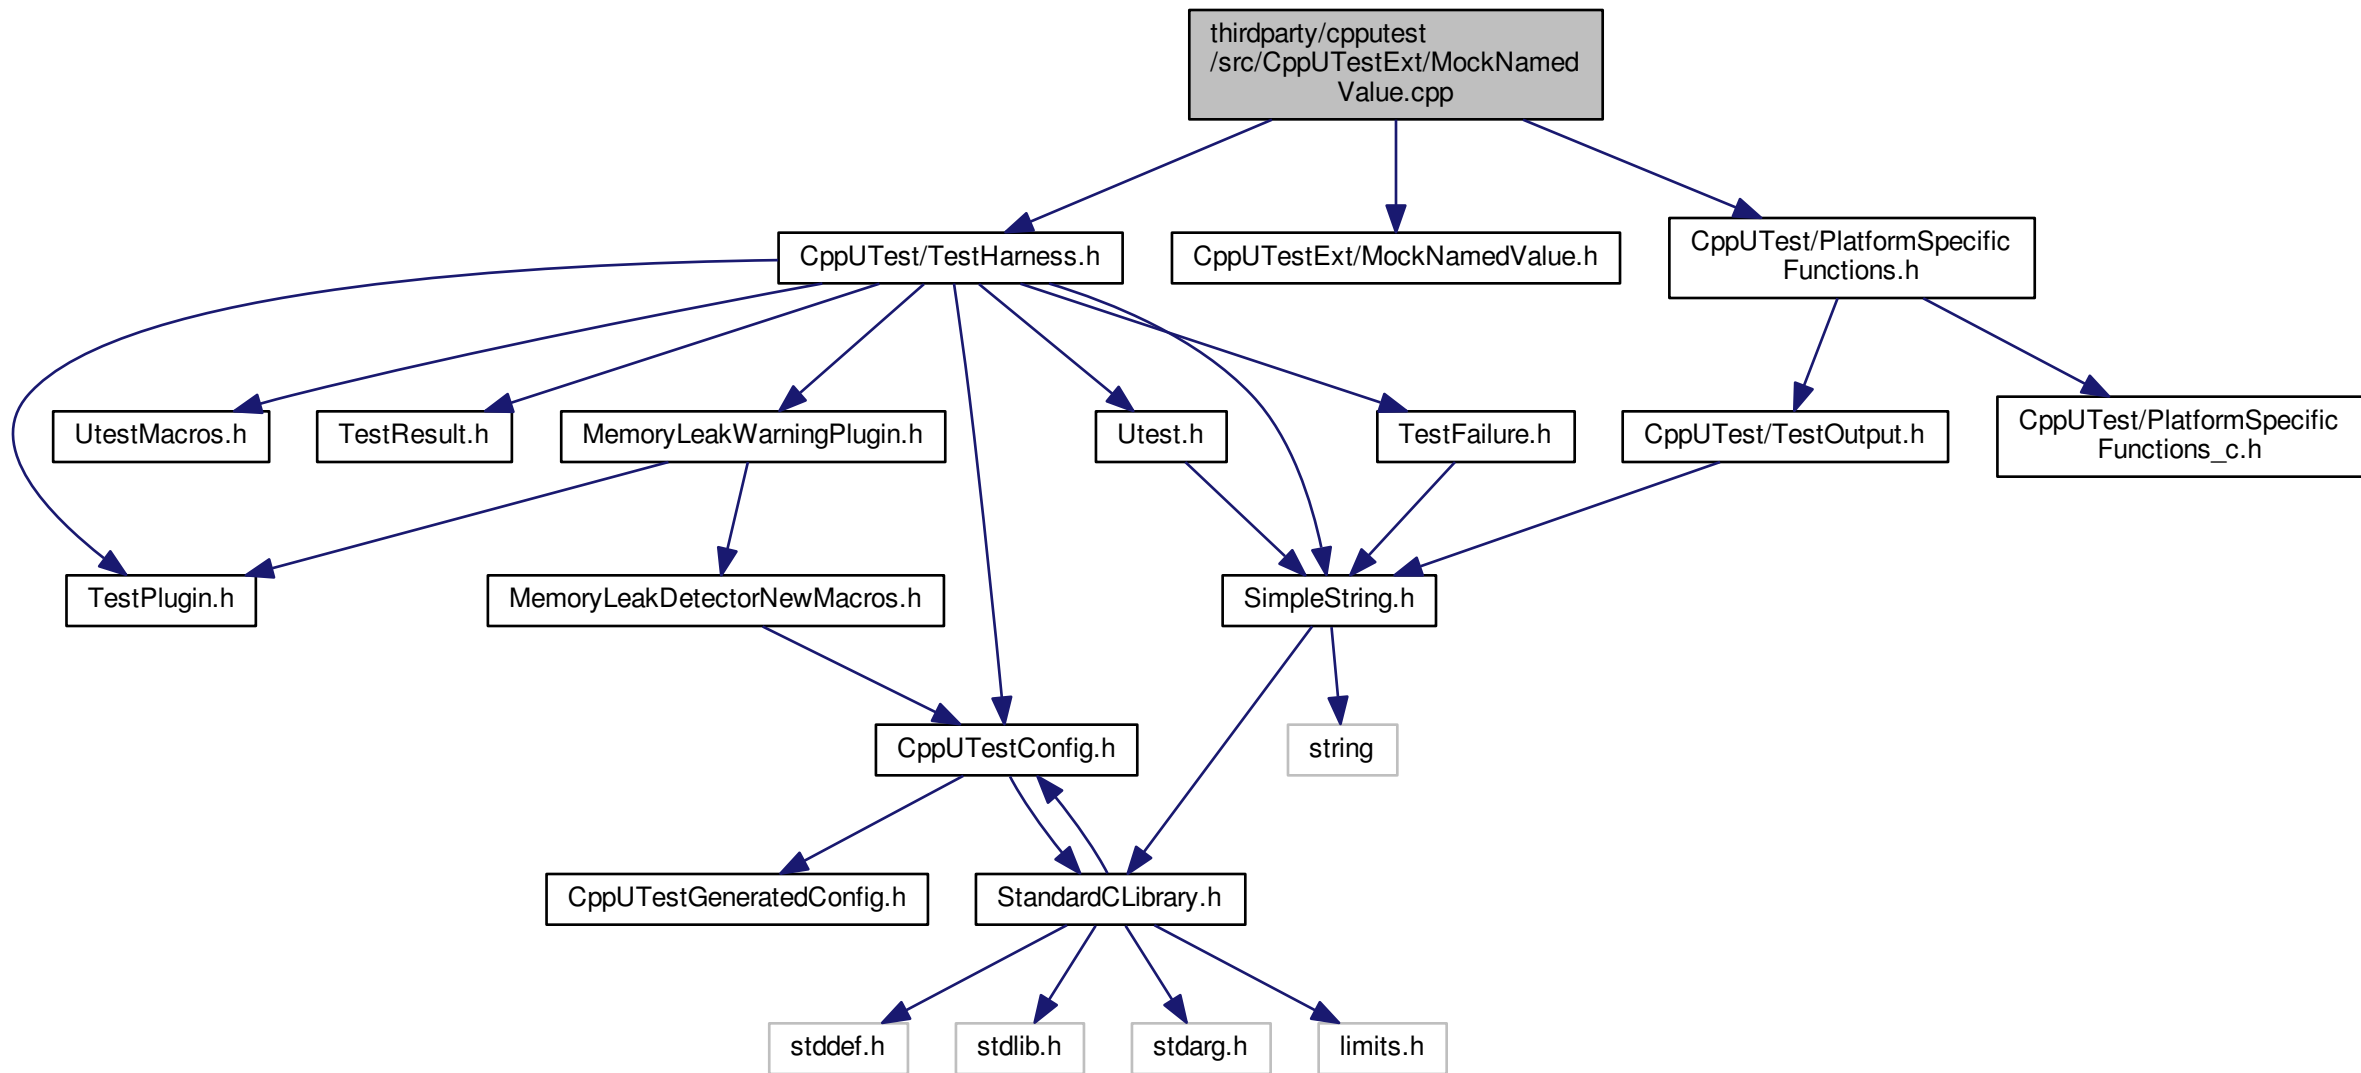 thirdparty/cpputest
/src/CppUTestExt/MockNamed
Value.cpp
CppUTest/TestHarness.h
CppUTestExt/MockNamedValue.h
CppUTest/PlatformSpecific
Functions.h
UtestMacros.h
TestResult.h
MemoryLeakWarningPlugin.h
Utest.h
TestFailure.h
CppUTest/TestOutput.h
CppUTest/PlatformSpecific
Functions_c.h
TestPlugin.h
MemoryLeakDetectorNewMacros.h
SimpleString.h
CppUTestConfig.h
string
CppUTestGeneratedConfig.h
StandardCLibrary.h
stddef.h
stdlib.h
stdarg.h
limits.h